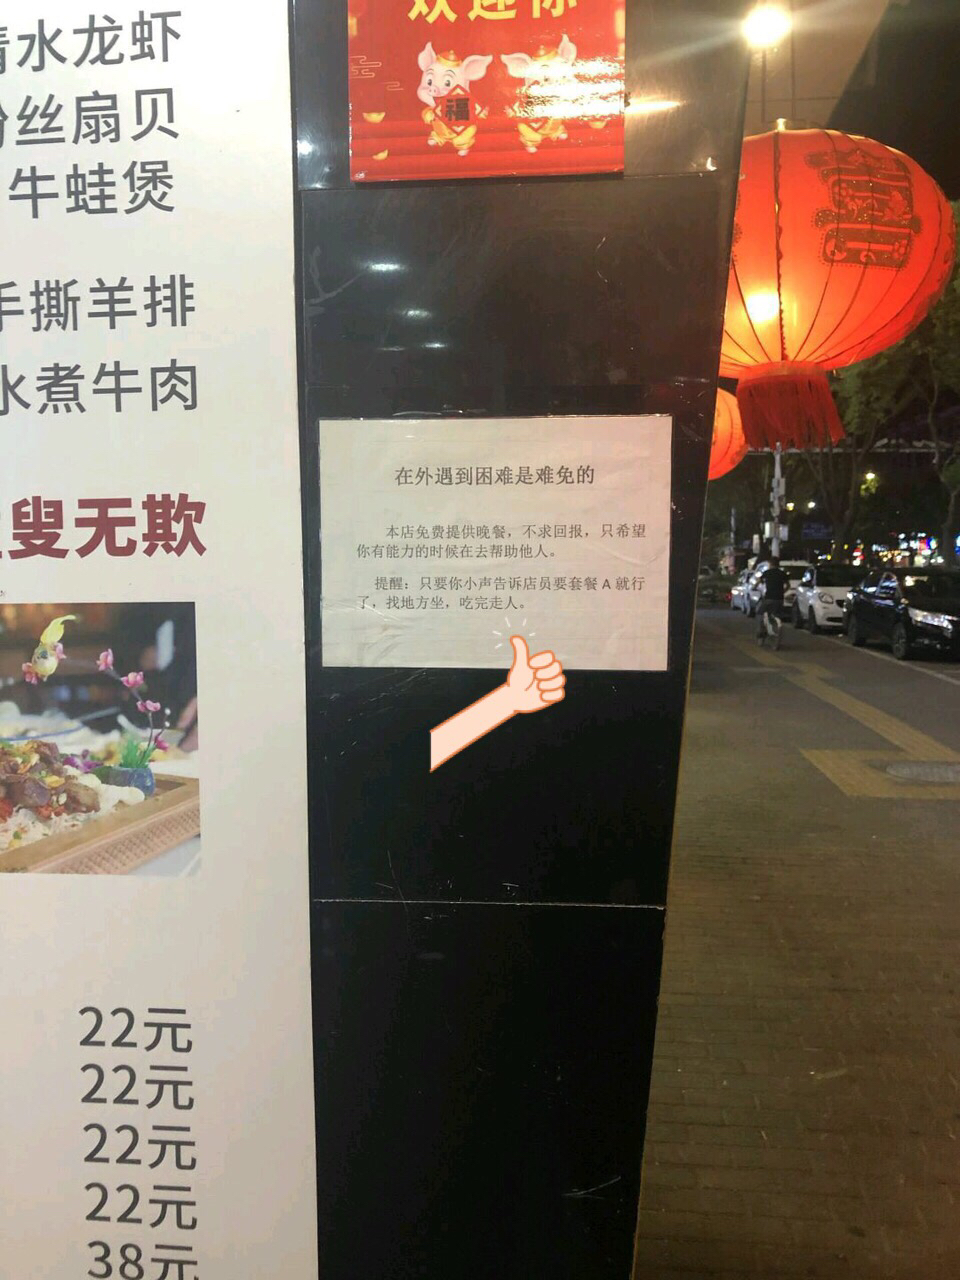 欢迎你
福
清水龙虾
粉丝扇贝
牛蛙煲
手撕羊排
水煮牛肉
叟无欺
在外遇到困难是难免的
本店免费提供晚餐，不求回报，只希望
你有能力的时候在去帮助他人。
提醒：只要你小声告诉店员要套餐 A 就行
了，找地方坐，吃完走人。
22元
22元
22元
22元
38元